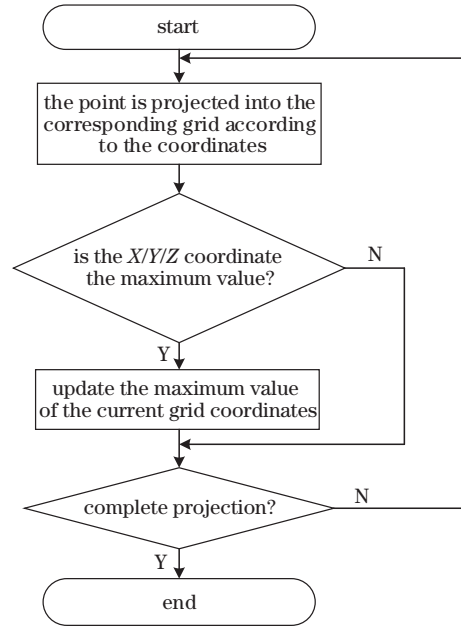 start
the point is projected into the
corresponding grid according
to the coordinates
is the X/Y/Z coordinate
the maximum value?
N
Y
update the maximum value
of the current grid coordinates
complete projection?
N
Y
end